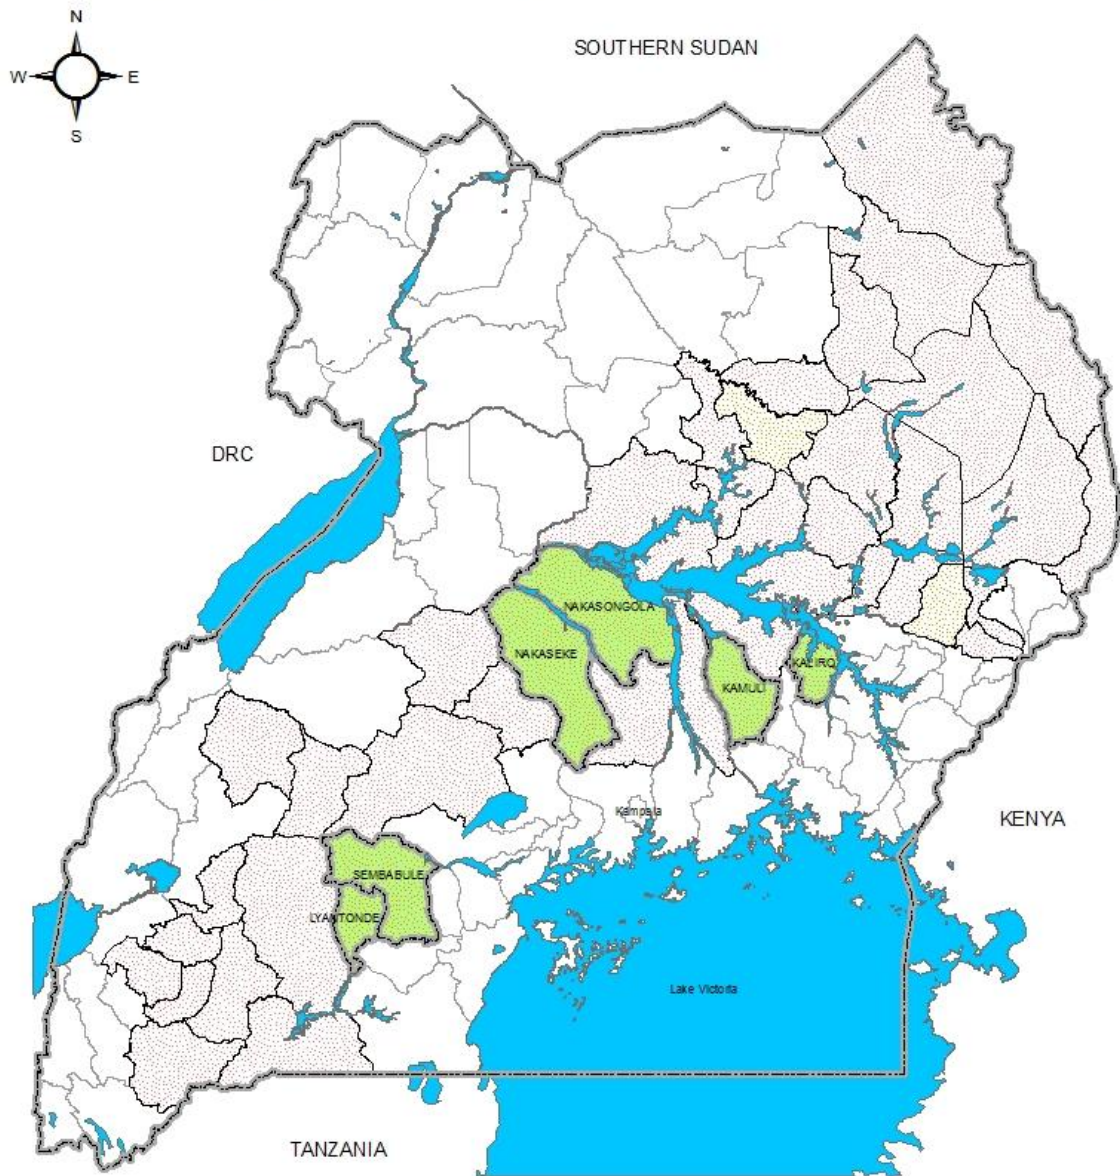 N
W E
S
SOUTHERN SUDAN
DRC
NAKASONGOLA
NAKASEKE
KALIRO
KAMULI
Kampala
KENYA
SEMBABULE
LYANTONDE
Lake Victoria
TANZANIA